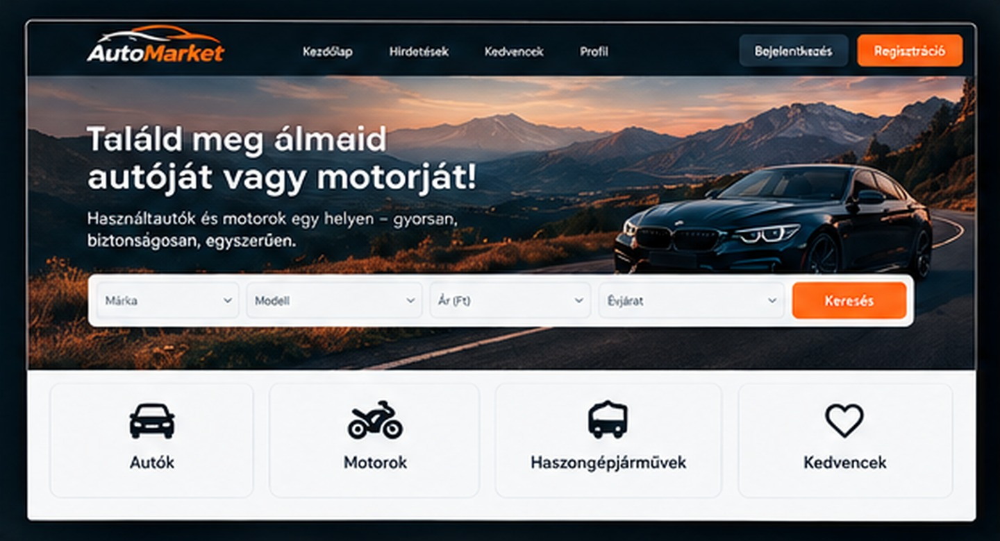 AutoMarket
Kezdőlap
Hirdetések
Kedvencek
Profil
Bejelentkezés
Regisztráció
Találd meg álmaid
autóját vagy motorját!
Használtautók és motorok egy helyen – gyorsan,
biztonságosan, egyszerűen.
Márka
Modell
Ár (Ft)
Évjárat
Keresés
Autók
Motorok
Haszongépjárművek
Kedvencek